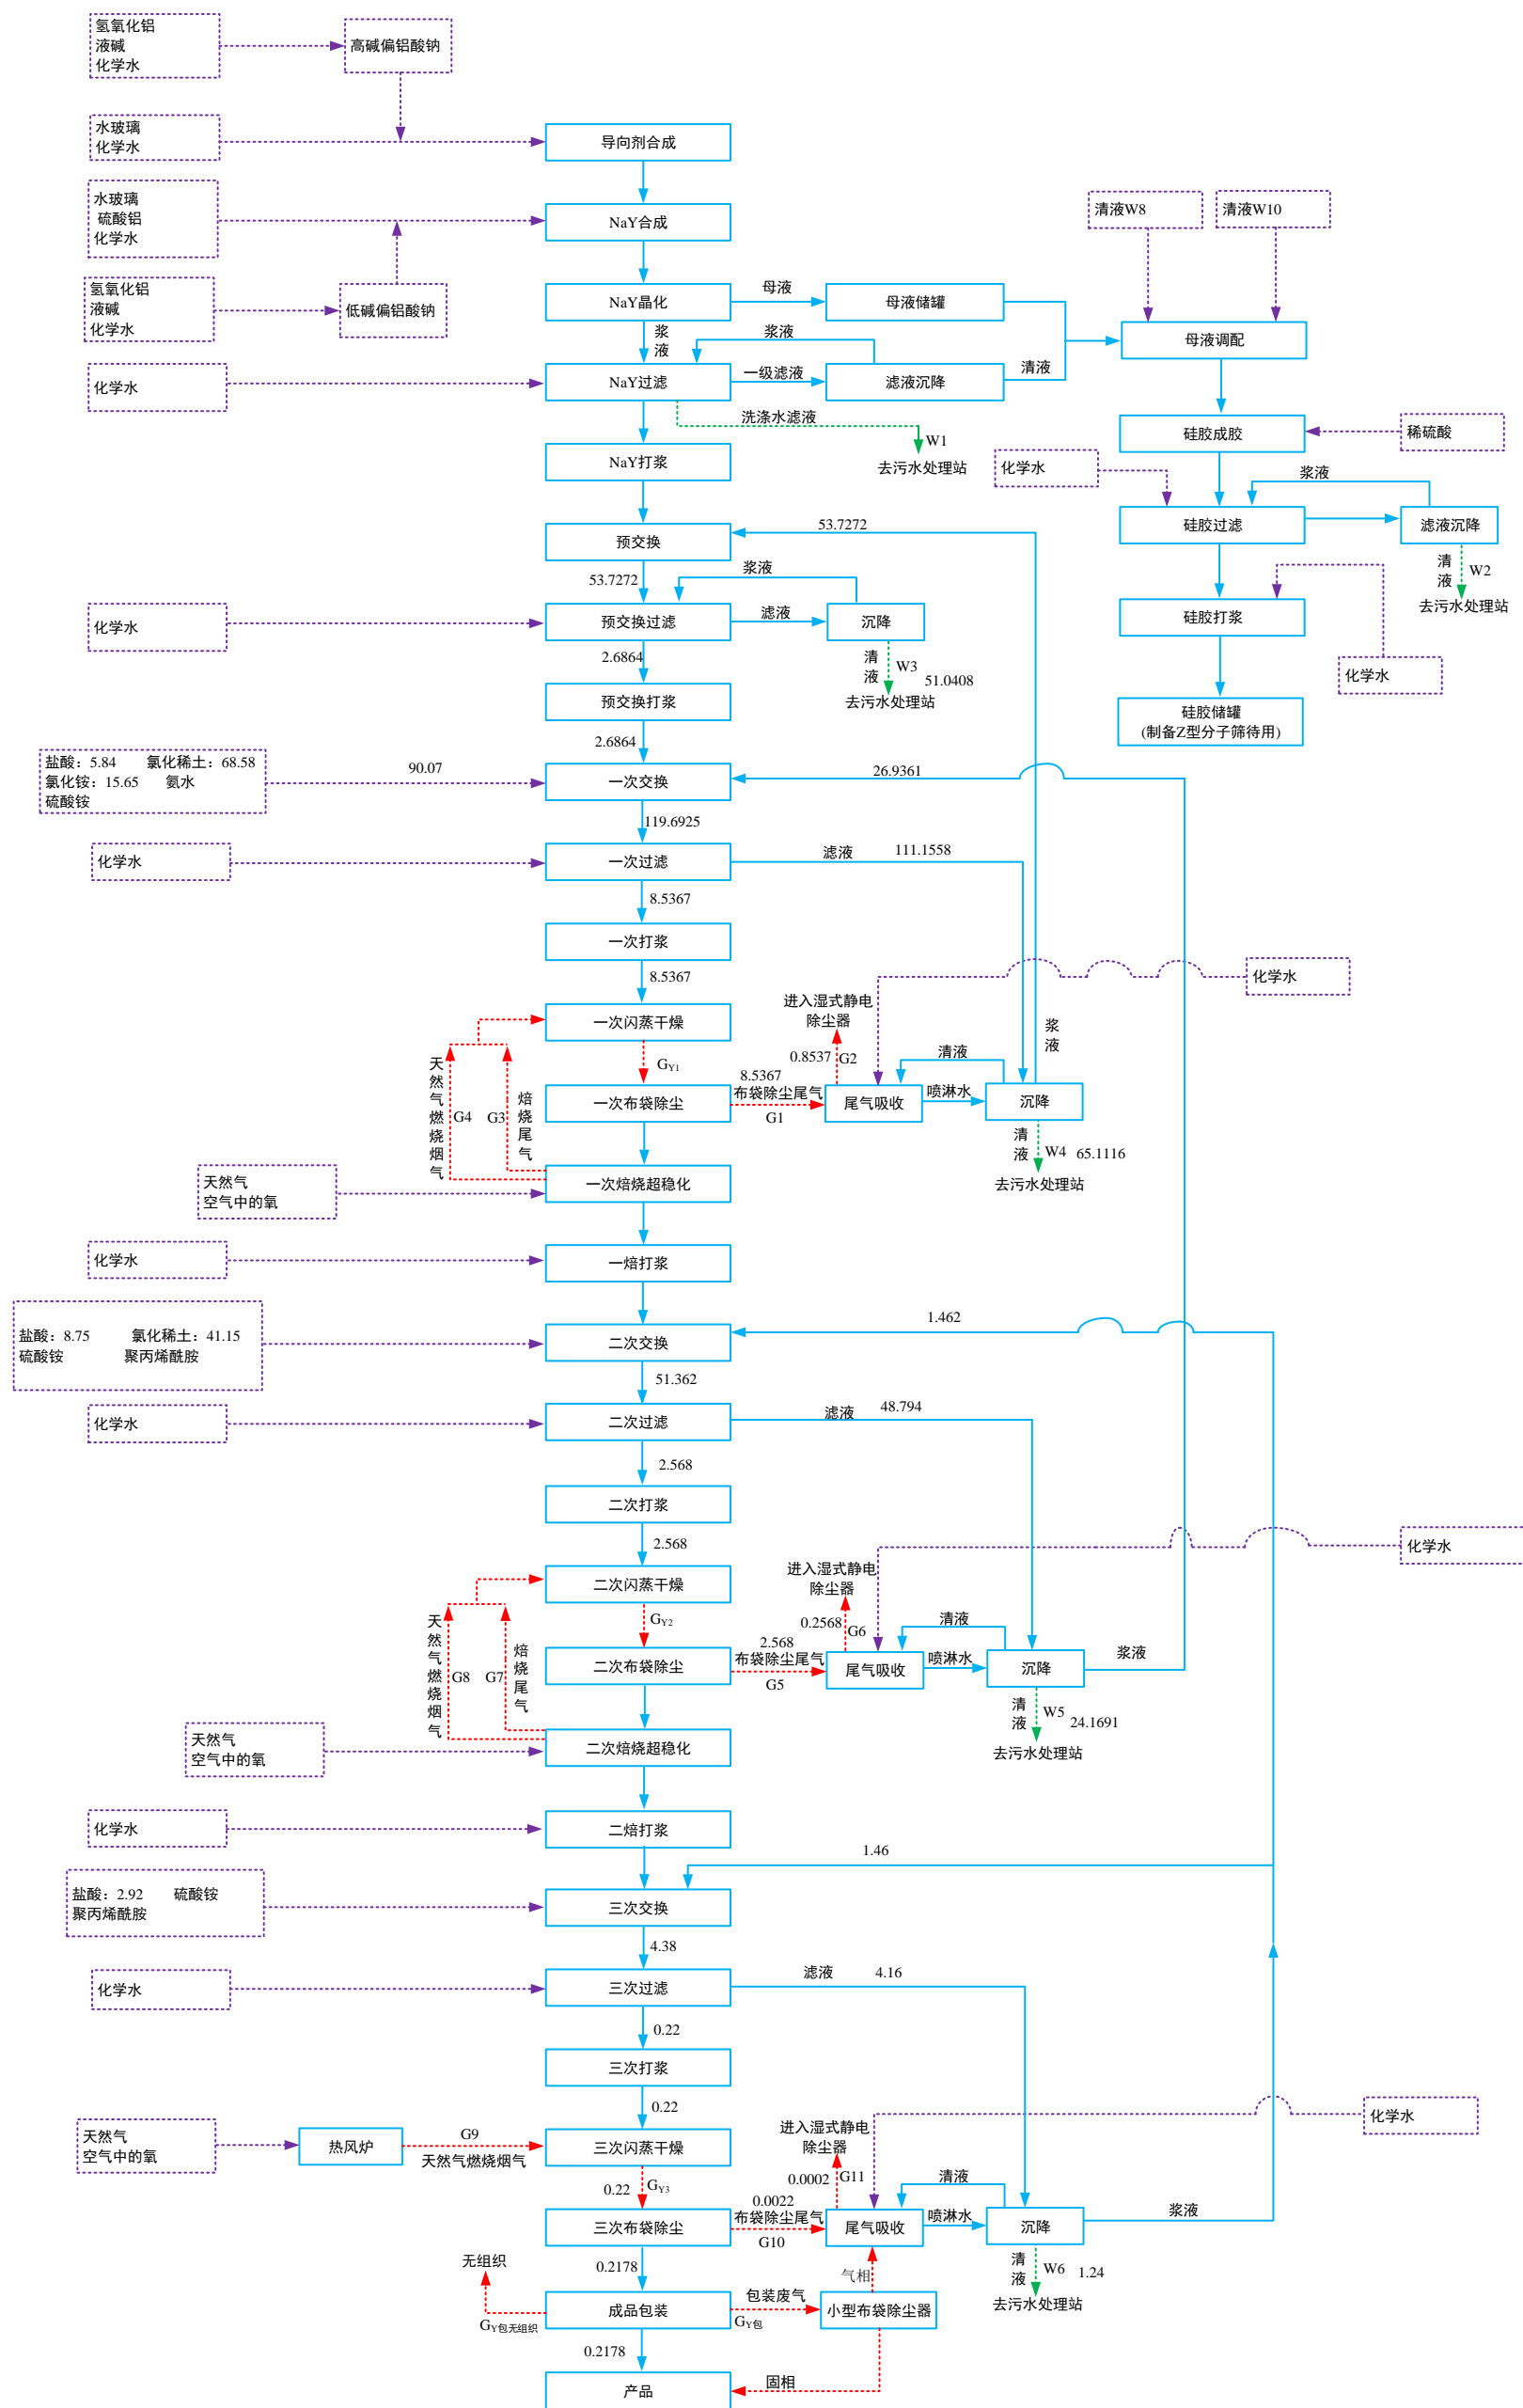 氢氧化铝
液碱
化学水
高碱偏铝酸钠
水玻璃
化学水
导向剂合成
水玻璃
硫酸铝
化学水
NaY合成
清液W8
清液W10
氢氧化铝
液碱
化学水
低碱偏铝酸钠
NaY晶化
母液
母液储罐
浆液
浆液
母液调配
化学水
NaY过滤
一级滤液
滤液沉降
清液
洗涤水滤液
W1
去污水处理站
硅胶成胶
稀硫酸
NaY打浆
化学水
浆液
硅胶过滤
滤液沉降
清液
W2
去污水处理站
预交换
53.7272
53.7272
浆液
硅胶打浆
化学水
化学水
预交换过滤
滤液
沉降
2.6864
清液
W3
51.0408
去污水处理站
预交换打浆
硅胶储罐
(制备Z型分子筛待用)
2.6864
盐酸：5.84 氯化稀土：68.58
氯化铵：15.65 氨水
硫酸铵
90.07
一次交换
26.9361
119.6925
化学水
一次过滤
滤液
111.1558
8.5367
一次打浆
8.5367
化学水
一次闪蒸干燥
进入湿式静电
除尘器
浆液
天然气燃烧烟气
G4
G3
焙烧尾气
GY1
0.8537
G2
清液
8.5367
一次布袋除尘
布袋除尘尾气
G1
尾气吸收
喷淋水
沉降
清液
W4
65.1116
去污水处理站
天然气
空气中的氧
一次焙烧超稳化
化学水
一焙打浆
盐酸：8.75 氯化稀土：41.15
硫酸铵 聚丙烯酰胺
二次交换
1.462
51.362
化学水
二次过滤
滤液
48.794
2.568
二次打浆
2.568
化学水
二次闪蒸干燥
进入湿式静电
除尘器
天然气燃烧烟气
G8
G7
焙烧尾气
GY2
0.2568
G6
清液
2.568
二次布袋除尘
布袋除尘尾气
G5
尾气吸收
喷淋水
沉降
浆液
清液
W5
24.1691
去污水处理站
天然气
空气中的氧
二次焙烧超稳化
化学水
二焙打浆
1.46
盐酸：2.92 硫酸铵
聚丙烯酰胺
三次交换
4.38
化学水
三次过滤
滤液
4.16
0.22
三次打浆
0.22
化学水
天然气
空气中的氧
热风炉
G9
天然气燃烧烟气
三次闪蒸干燥
进入湿式静电
除尘器
0.22
GY3
0.0002
G11
清液
0.0022
三次布袋除尘
布袋除尘尾气
G10
尾气吸收
喷淋水
沉降
浆液
0.2178
无组织
气相
清液
W6
1.24
去污水处理站
GY包无组织
成品包装
包装废气
GY包
小型布袋除尘器
0.2178
产品
固相